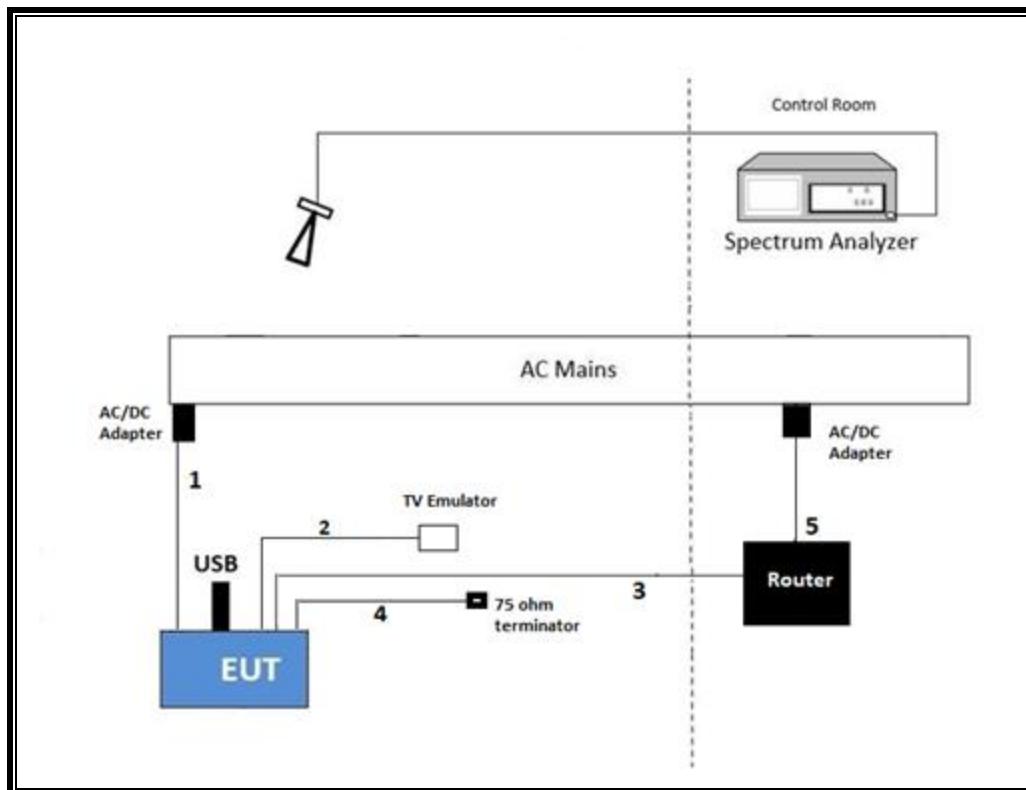 Control Room
Spectrum Analyzer
AC Mains
AC/DC
Adapter
AC/DC
Adapter
1
TV Emulator
2
5
USB
Router
3
4
75 ohm
terminator
EUT